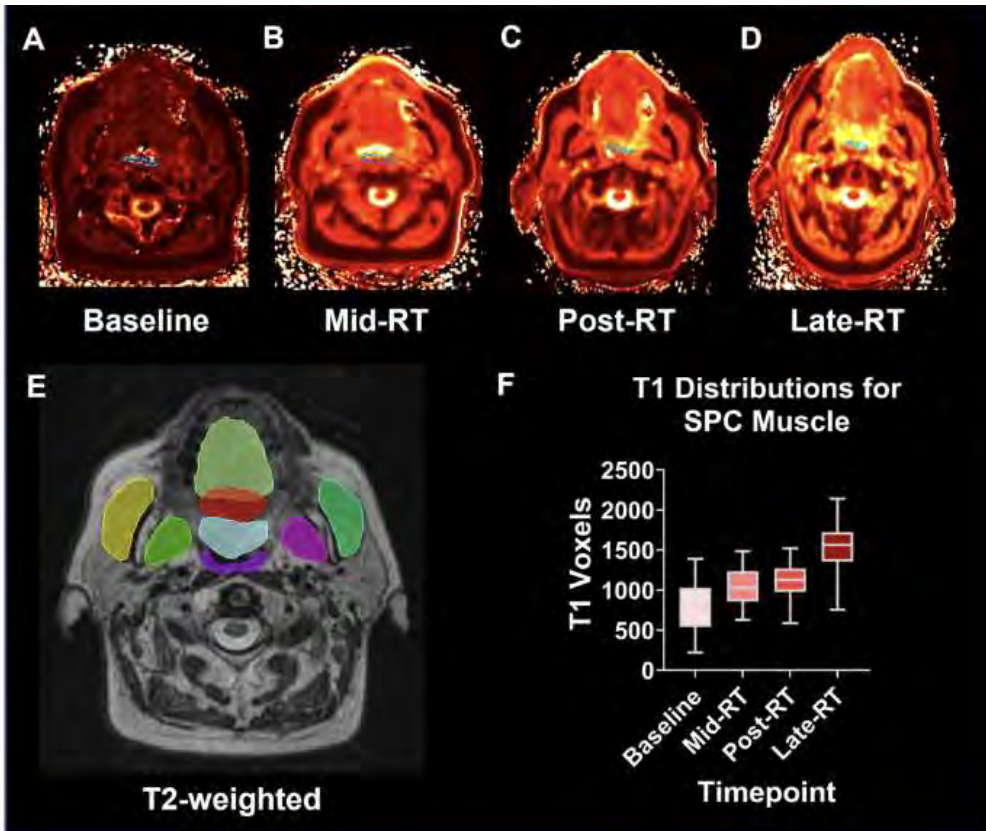 A
B
C
D
Baseline
Mid-RT
Post-RT
Late-RT
E
T2-weighted
F
T1 Distributions for
SPC Muscle
T1 Voxels
2500
2000
1500
1000
500
0
Baseline
Mid-RT
Post-RT
Late-RT
Timepoint